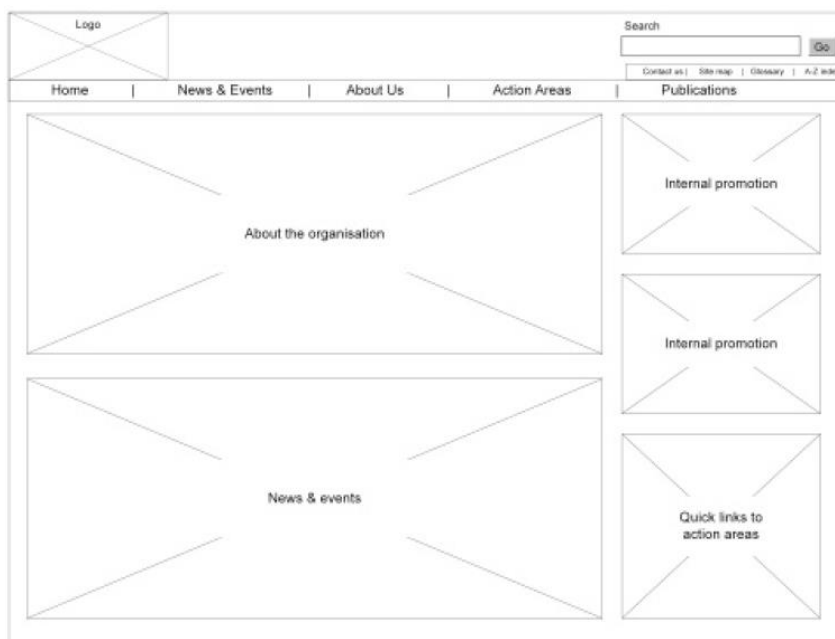 Logo
Search
Go
Contact us | Site map | Glossary | A-Z inde
Home | News & Events | About Us | Action Areas | Publications
About the organisation
Internal promotion
Internal promotion
News & events
Quick links to
action areas